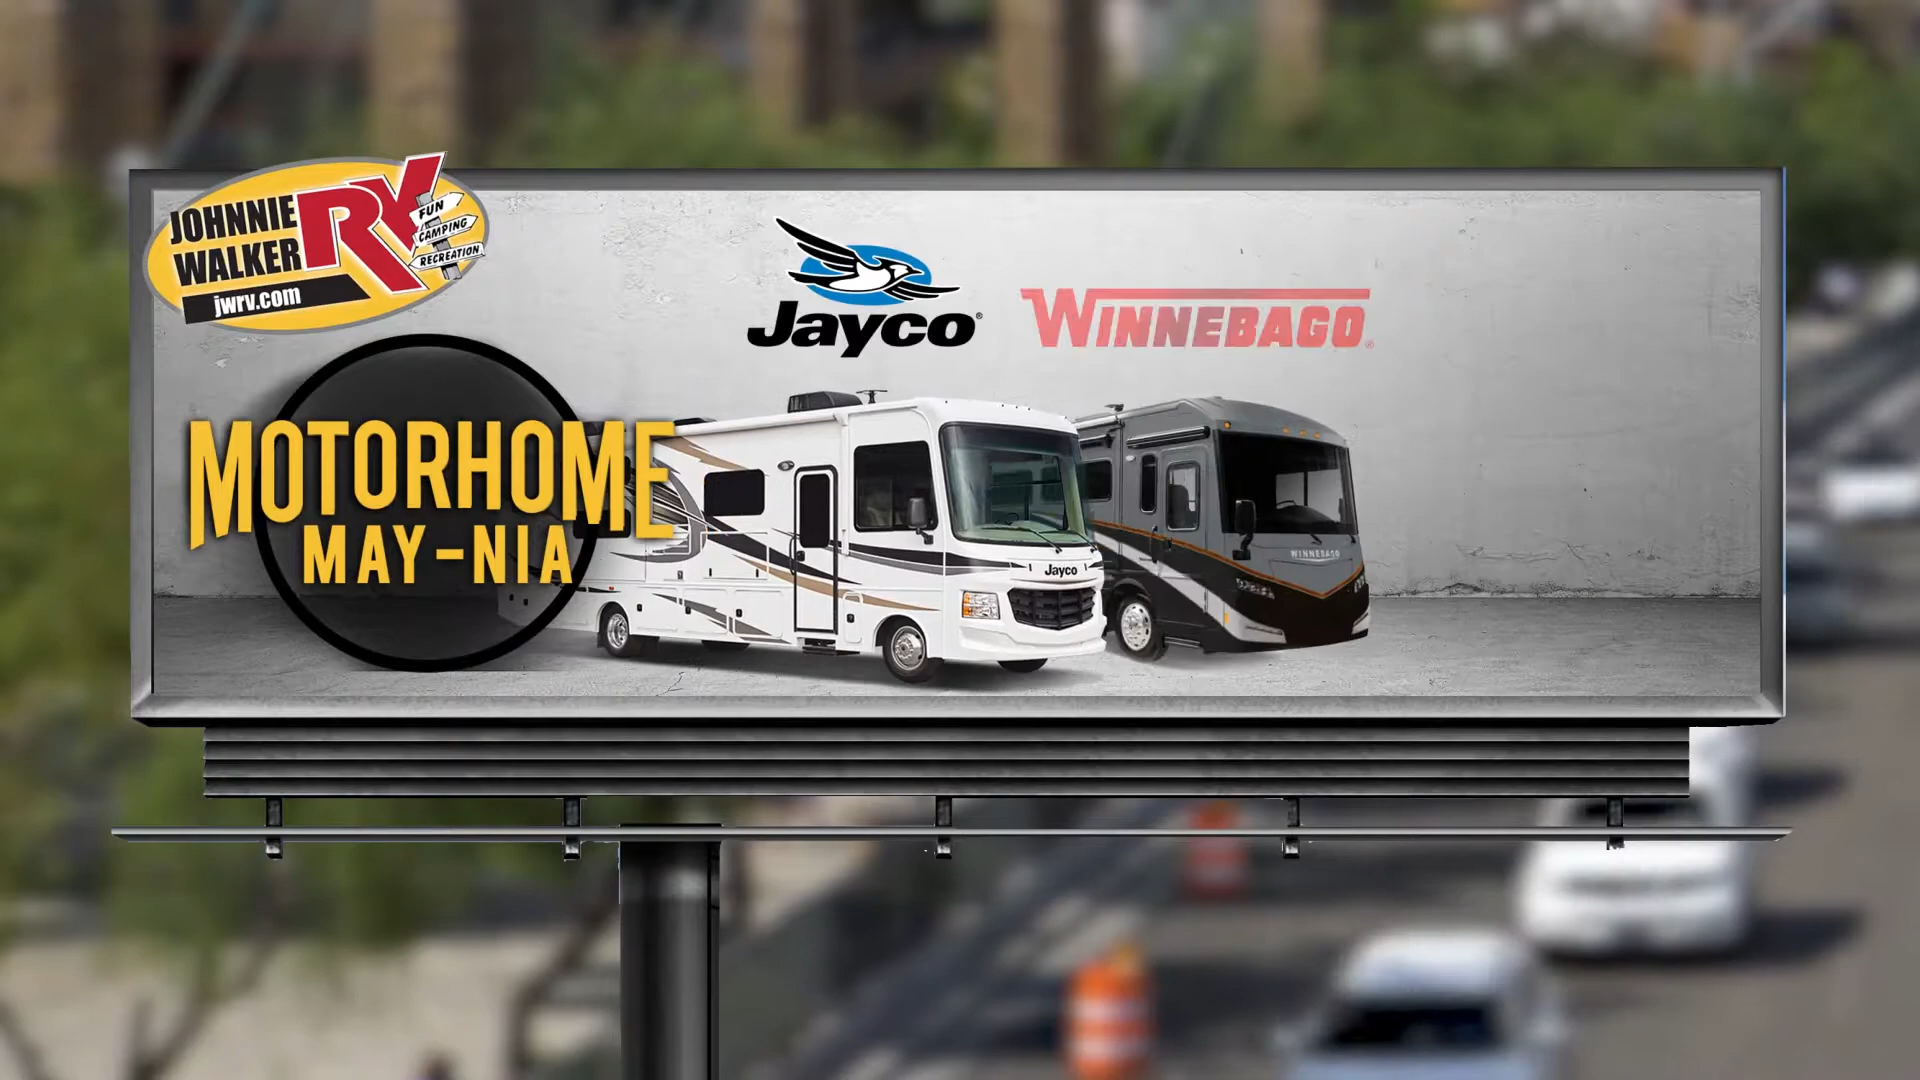 JOHNNIE
WALKER
RV
FUN
CAMPING
RECREATION
jwrv.com
Jayco®
WINNEBAGO®
MOTORHOME
MAY-NIA
Jayco
WINNEBAGO